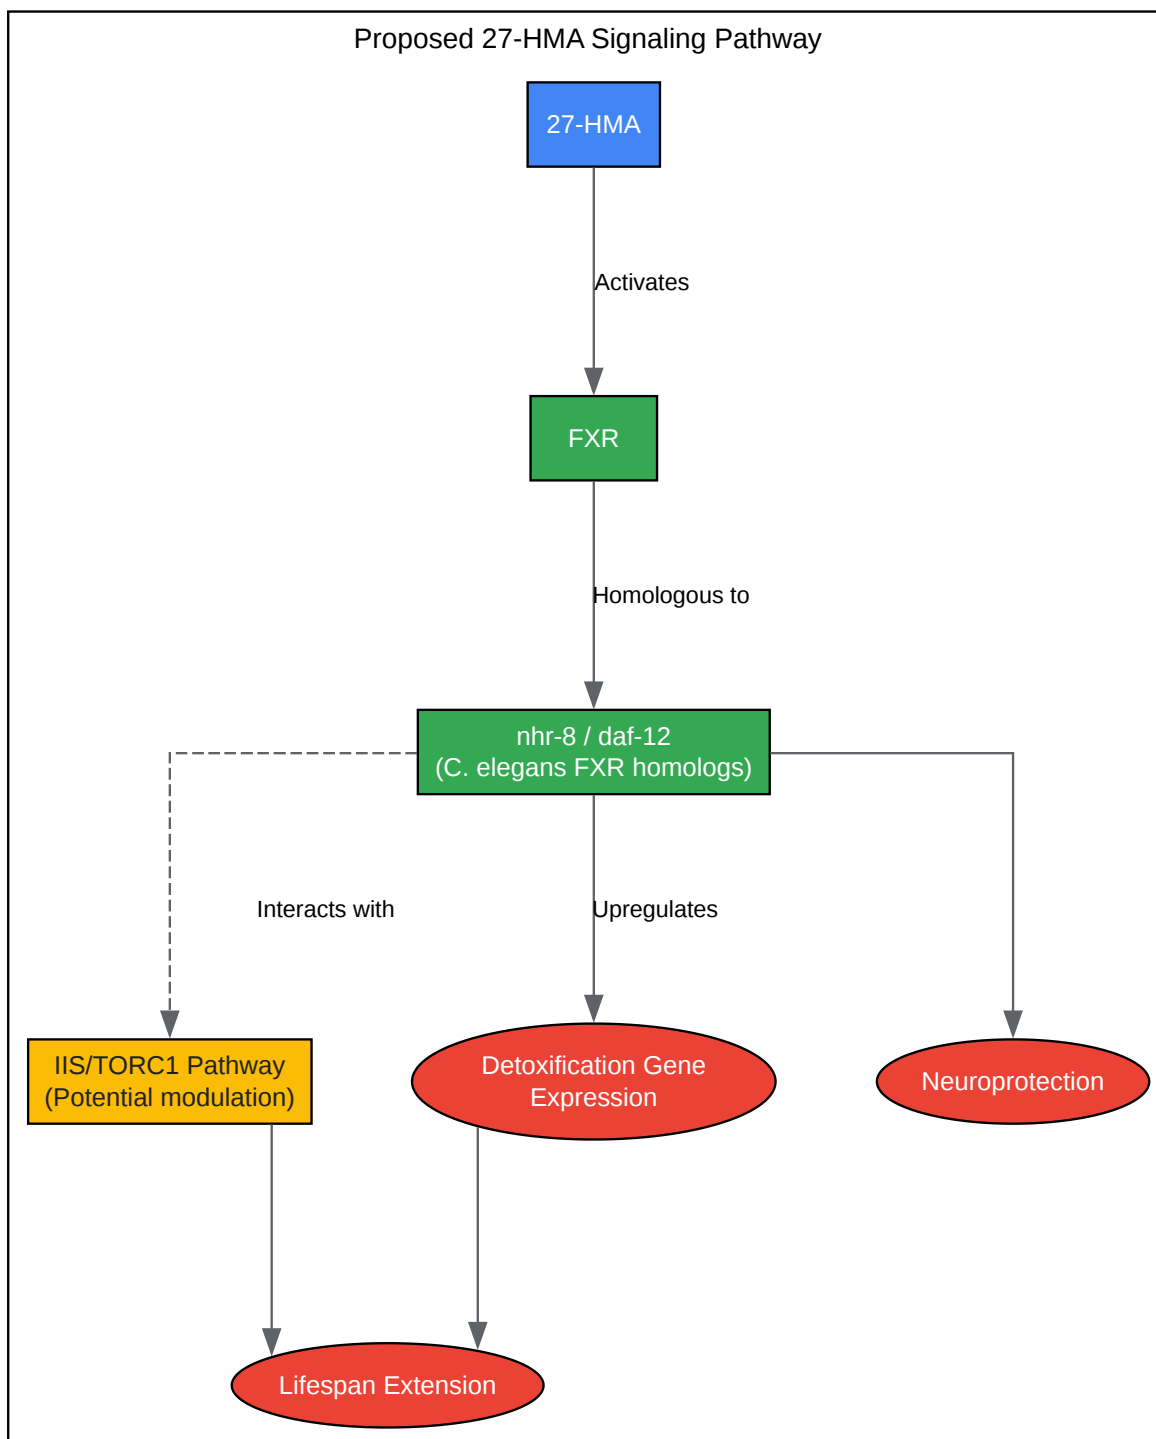 Proposed 27-HMA Signaling Pathway
27-HMA
Activates
FXR
Homologous to
nhr-8 / daf-12
(C. elegans FXR homologs)
Interacts with
Upregulates
IIS/TORC1 Pathway
(Potential modulation)
Detoxification Gene
Expression
Neuroprotection
Lifespan Extension